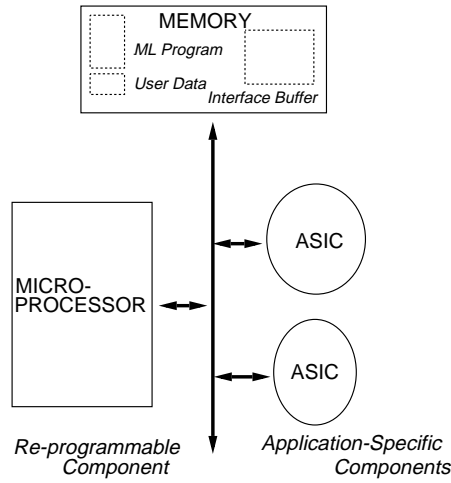 MEMORY
ML Program
User Data
Interface Buffer
ASIC
MICRO-
PROCESSOR
ASIC
Re-programmable
Component
Application-Specific
Components